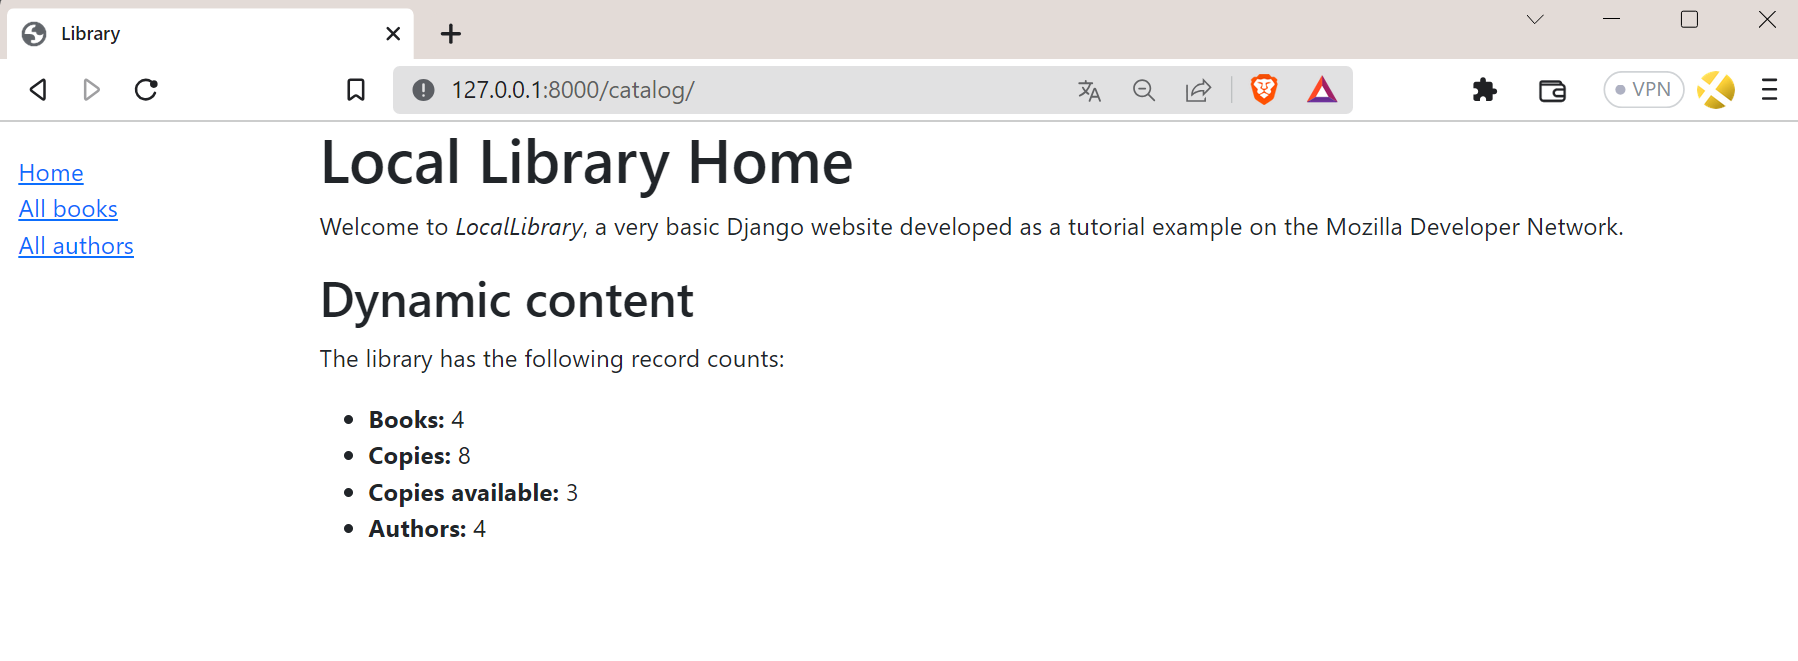 Library
127.0.0.1:8000/catalog/
VPN
Home
All books
All authors
Local Library Home
Welcome to LocalLibrary, a very basic Django website developed as a tutorial example on the Mozilla Developer Network.
Dynamic content
The library has the following record counts:
Books: 4
Copies: 8
Copies available: 3
Authors: 4